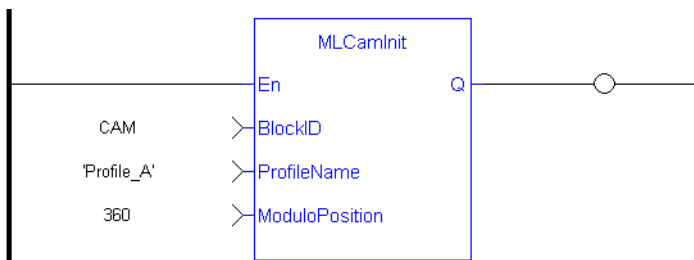 MLCamInit
En Q
CAM BlockID
'Profile_A' ProfileName
360 ModuloPosition